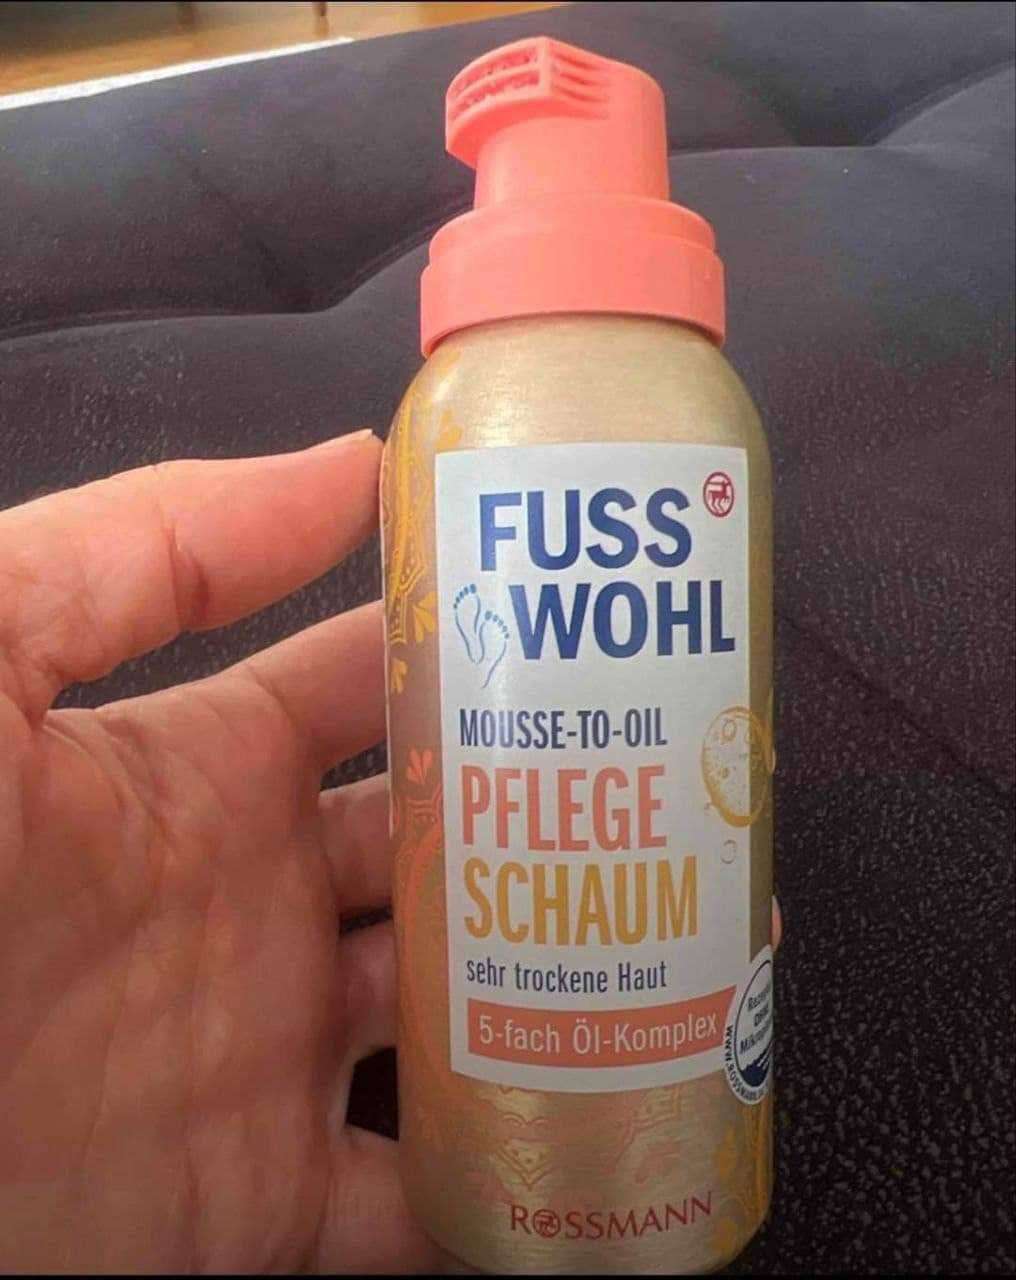 FUSS
WOHL
MOUSSE-TO-OIL
PFLEGE
SCHAUM
sehr trockene Haut
5-fach Öl-Komplex
ROSSMANN